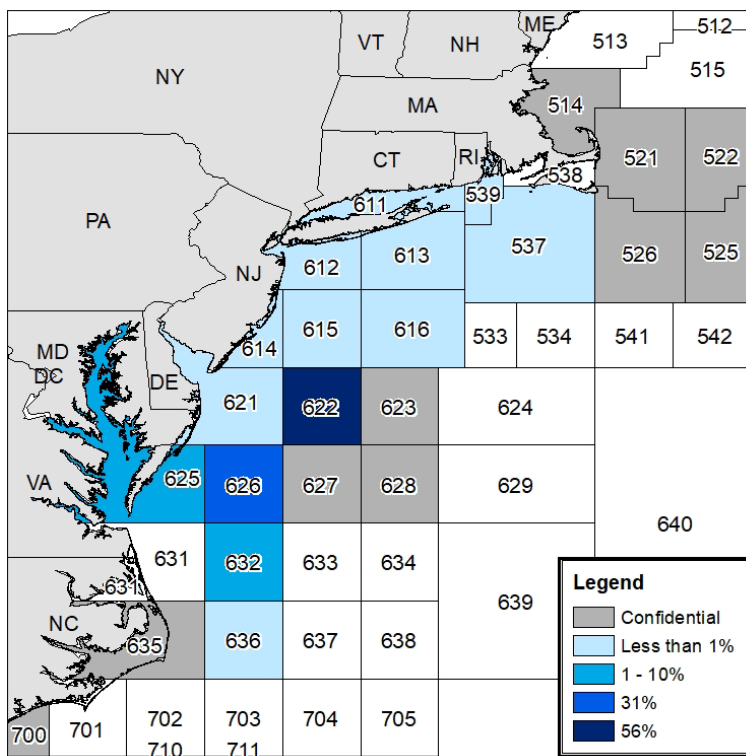 ME
512
VT
NH
513
515
NY
MA
514
CT
RI
521
522
538
539
611
PA
537
613
526
525
612
NJ
615
616
533
534
541
542
614
MD
DC
DE
621
622
623
624
625
626
627
628
629
VA
640
631
632
633
634
631
639
NC
635
636
637
638
700
701
702
703
704
705
710
711
Legend
Confidential
Less than 1%
1 - 10%
31%
56%